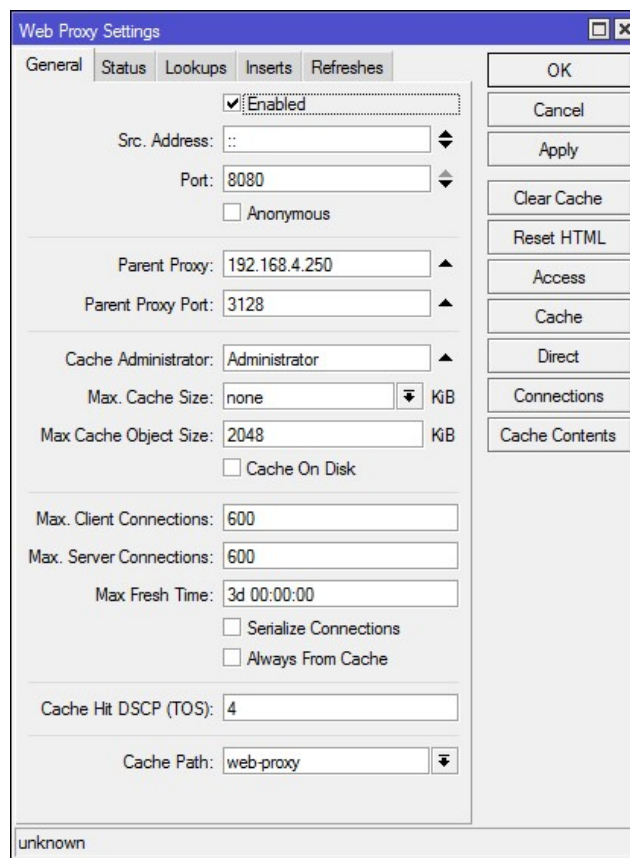 Web Proxy Settings
General Status Lookups Inserts Refreshes
Enabled
Src. Address: ::
Port: 8080
Anonymous
Parent Proxy: 192.168.4.250
Parent Proxy Port: 3128
Cache Administrator: Administrator
Max. Cache Size: none KiB
Max Cache Object Size: 2048 KiB
Cache On Disk
Max. Client Connections: 600
Max. Server Connections: 600
Max Fresh Time: 3d 00:00:00
Serialize Connections
Always From Cache
Cache Hit DSCP (TOS): 4
Cache Path: web-proxy
OK
Cancel
Apply
Clear Cache
Reset HTML
Access
Cache
Direct
Connections
Cache Contents
unknown